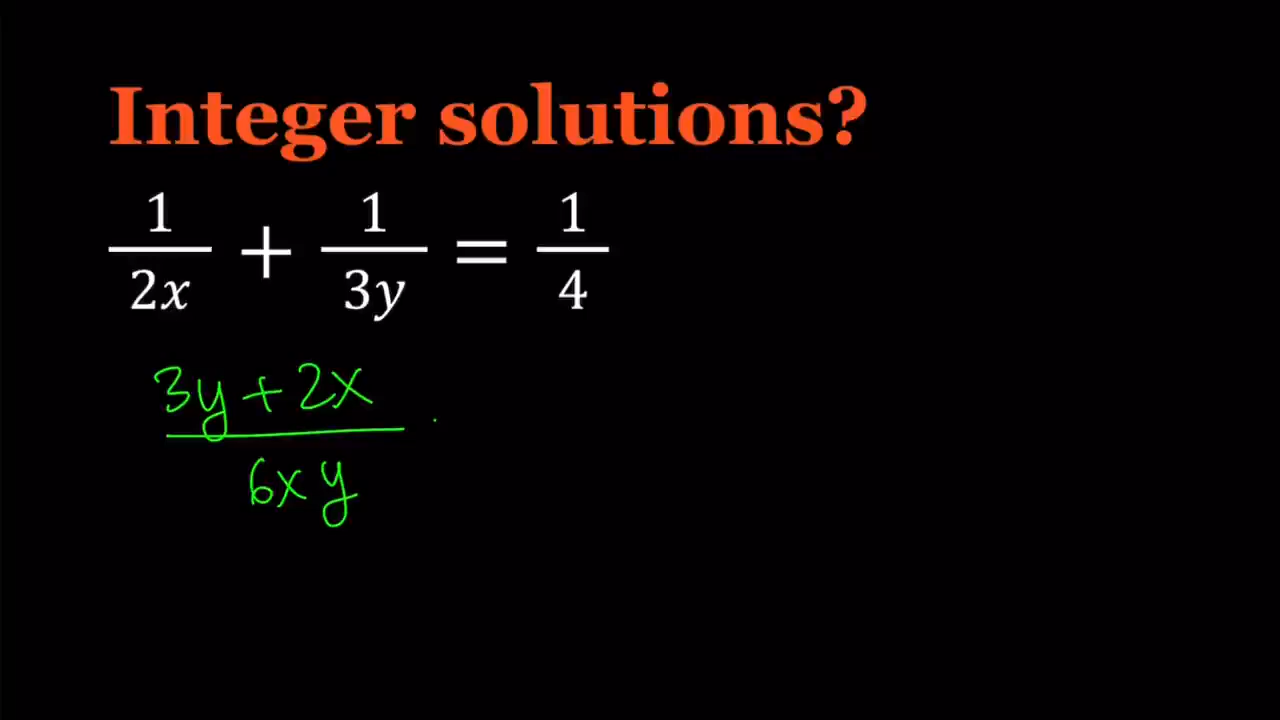 Integer solutions?
1/2x + 1/3y = 1/4
3y + 2x
6xy